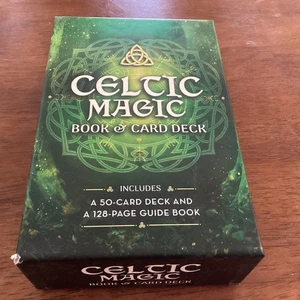 CELTIC
MAGIC
BOOK & CARD DECK
INCLUDES
A 50-CARD DECK AND
A 128-PAGE GUIDE BOOK
CELTIC
MAGIC
BOOK & CARD DECK